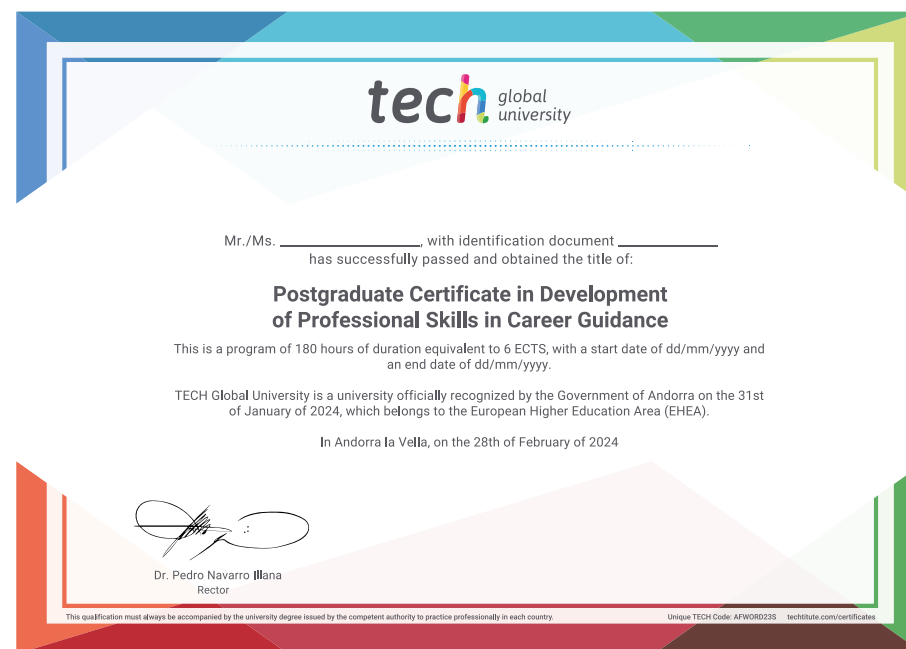 tech global university
Mr./Ms. ____________________, with identification document ______________
has successfully passed and obtained the title of:
Postgraduate Certificate in Development
of Professional Skills in Career Guidance
This is a program of 180 hours of duration equivalent to 6 ECTS, with a start date of dd/mm/yyyy and
an end date of dd/mm/yyyy.
TECH Global University is a university officially recognized by the Government of Andorra on the 31st
of January of 2024, which belongs to the European Higher Education Area (EHEA).
In Andorra la Vella, on the 28th of February of 2024
Dr. Pedro Navarro Illana
Rector
This qualification must always be accompanied by the university degree issued by the competent authority to practice professionally in each country.
Unique TECH Code: AFWORD23S techtitute.com/certificates